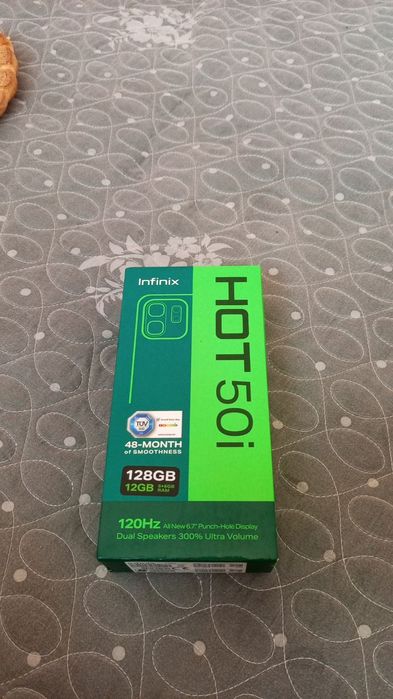 Infinix
HOT 50i
TÜV
48-MONTH
of SMOOTHNESS
128GB
12GB
RAM
120Hz All New 6.7" Punch-Hole Display
Dual Speakers 300% Ultra Volume